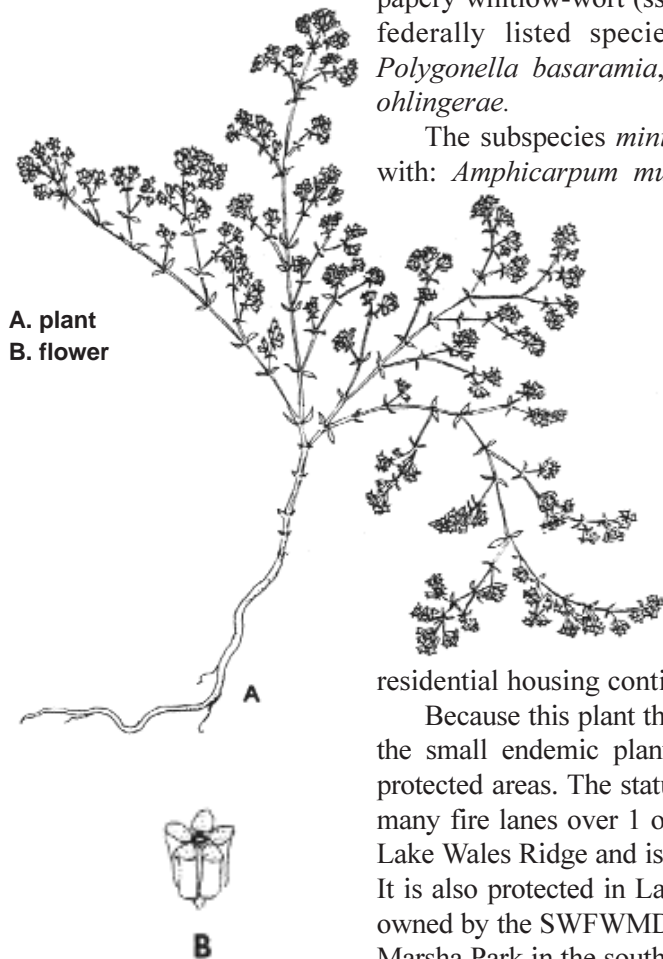 papery whitlow-wort (ss
federally listed specie
Polygonella basaramia,
ohlingerae.
The subspecies mini
with: Amphicarpum mu
A. plant
B. flower
A
residential housing conti
Because this plant th
the small endemic plant
protected areas. The statu
many fire lanes over 1 o
Lake Wales Ridge and is
It is also protected in La
owned by the SWFWMD
Marsha Park in the south
B